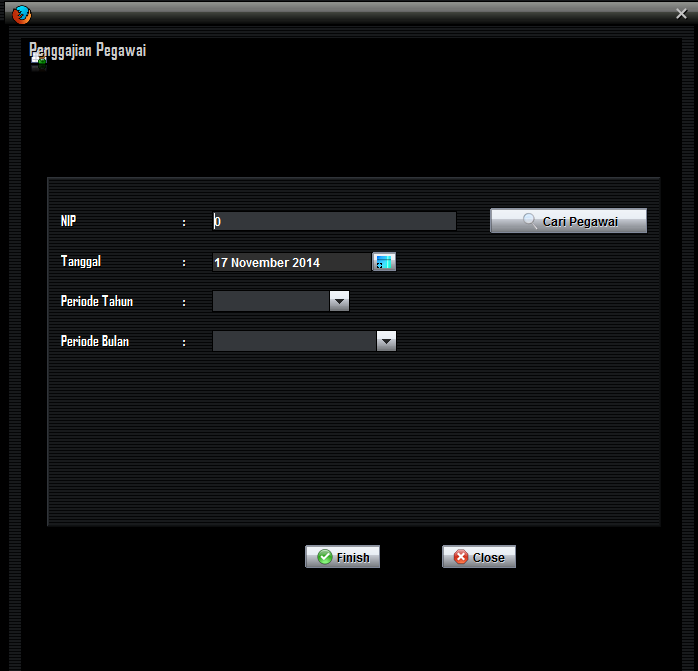 Penggajian Pegawai
NIP : 0 Cari Pegawai
Tanggal : 17 November 2014
Periode Tahun :
Periode Bulan :
Finish Close